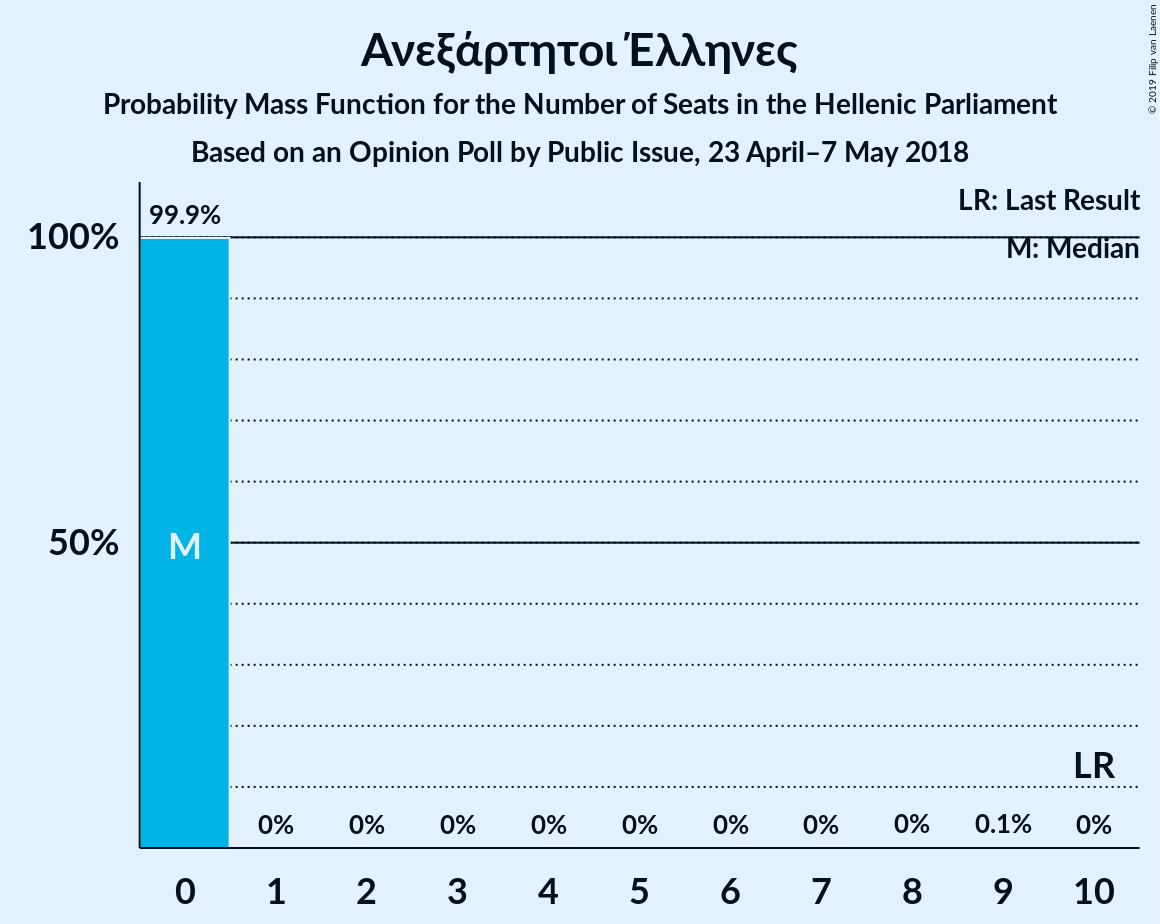 Ανεξάρτητοι Έλληνες
Probability Mass Function for the Number of Seats in the Hellenic Parliament
Based on an Opinion Poll by Public Issue, 23 April–7 May 2018
© 2019 Filip van Laenen
LR: Last Result
M: Median
99.9%
100%
50%
M
LR
0% 0% 0% 0% 0% 0% 0% 0% 0.1% 0%
0 1 2 3 4 5 6 7 8 9 10